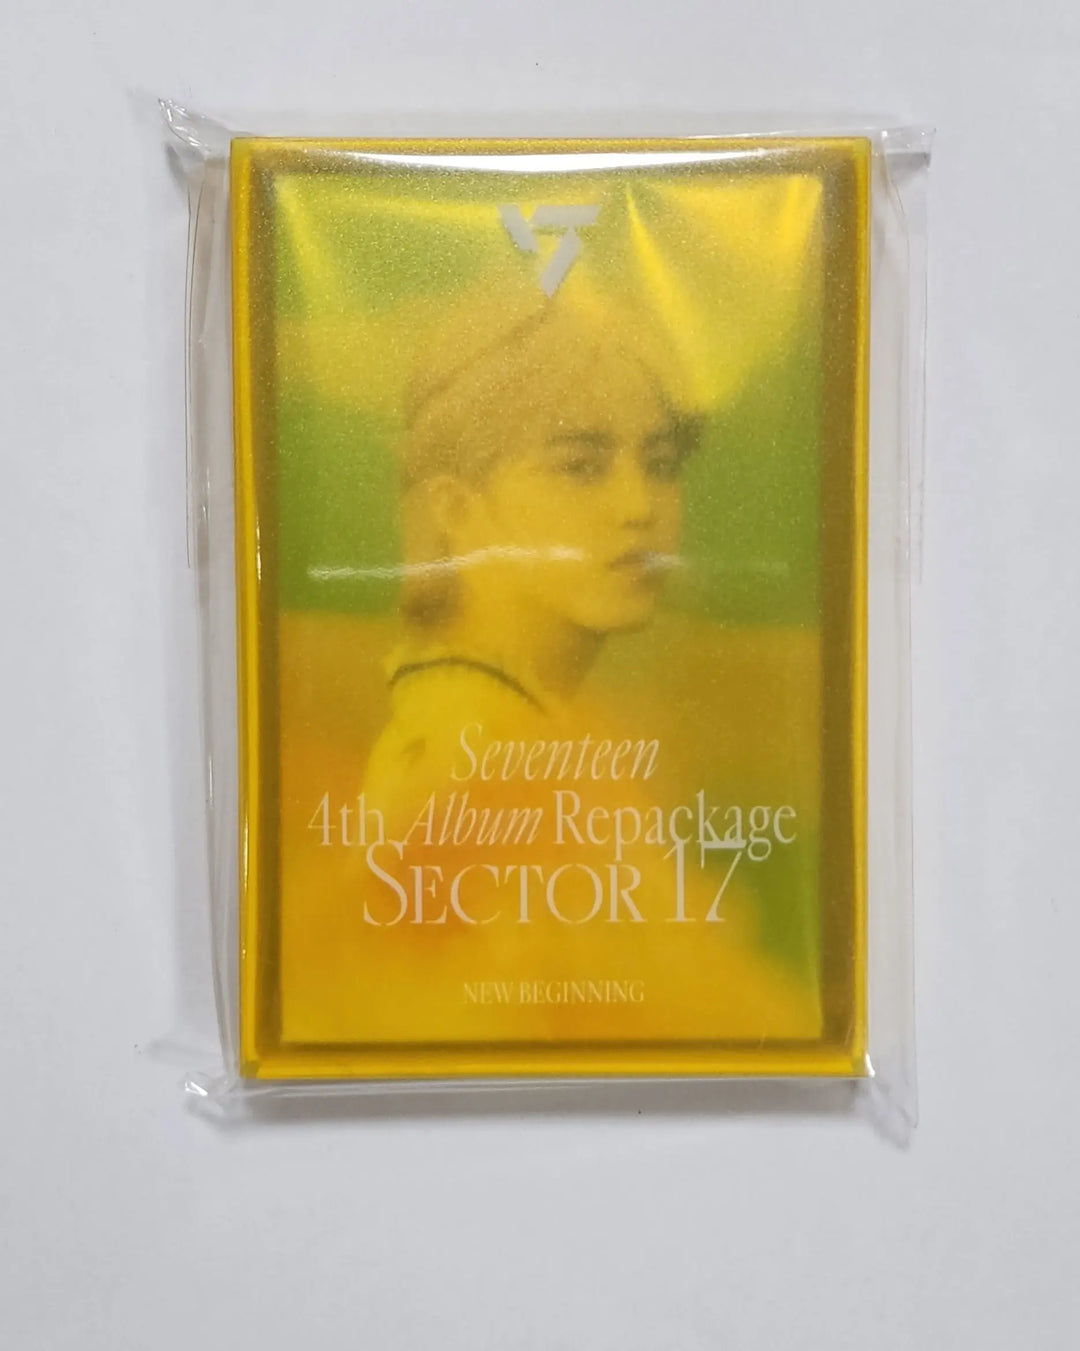 Seventeen
4th Album Repackage
SECTOR 17
NEW BEGINNING